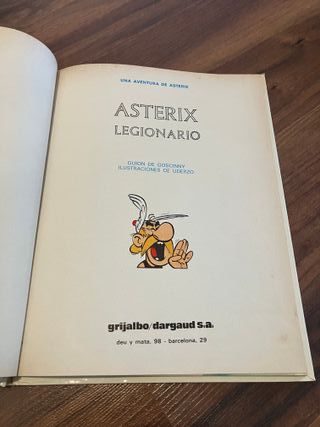 UNA AVENTURA DE ASTERIX
ASTERIX
LEGIONARIO
GUION DE GOSCINNY
ILUSTRACIONES DE UDERZO
grijalbo/dargaud s.a.
deu y mata, 98 - barcelona, 29